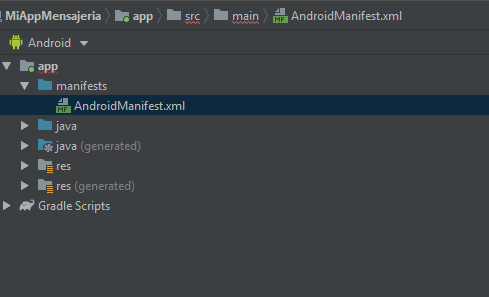 MiAppMensajeria app src main AndroidManifest.xml
Android
app
manifests
AndroidManifest.xml
java
java (generated)
res
res (generated)
Gradle Scripts